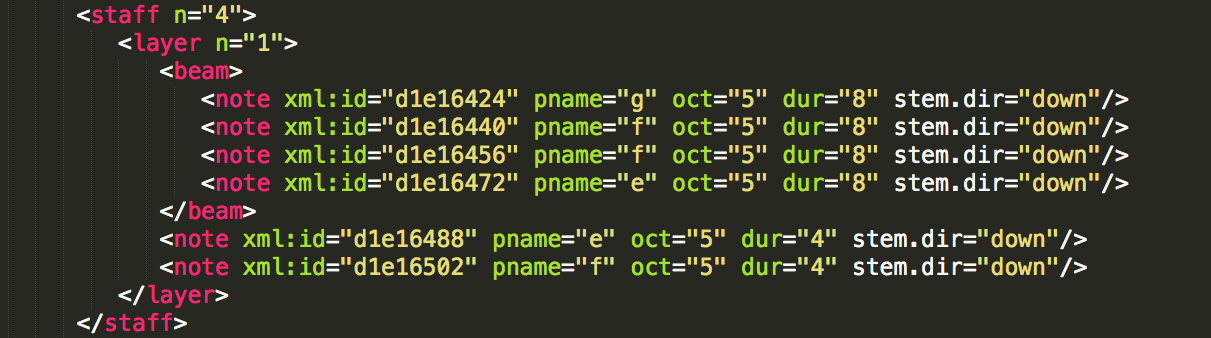 <staff n="4">
<layer n="1">
<beam>
<note xml:id="d1e16424" pname="g" oct="5" dur="8" stem.dir="down"/>
<note xml:id="d1e16440" pname="f" oct="5" dur="8" stem.dir="down"/>
<note xml:id="d1e16456" pname="f" oct="5" dur="8" stem.dir="down"/>
<note xml:id="d1e16472" pname="e" oct="5" dur="8" stem.dir="down"/>
</beam>
<note xml:id="d1e16488" pname="e" oct="5" dur="4" stem.dir="down"/>
<note xml:id="d1e16502" pname="f" oct="5" dur="4" stem.dir="down"/>
</layer>
</staff>